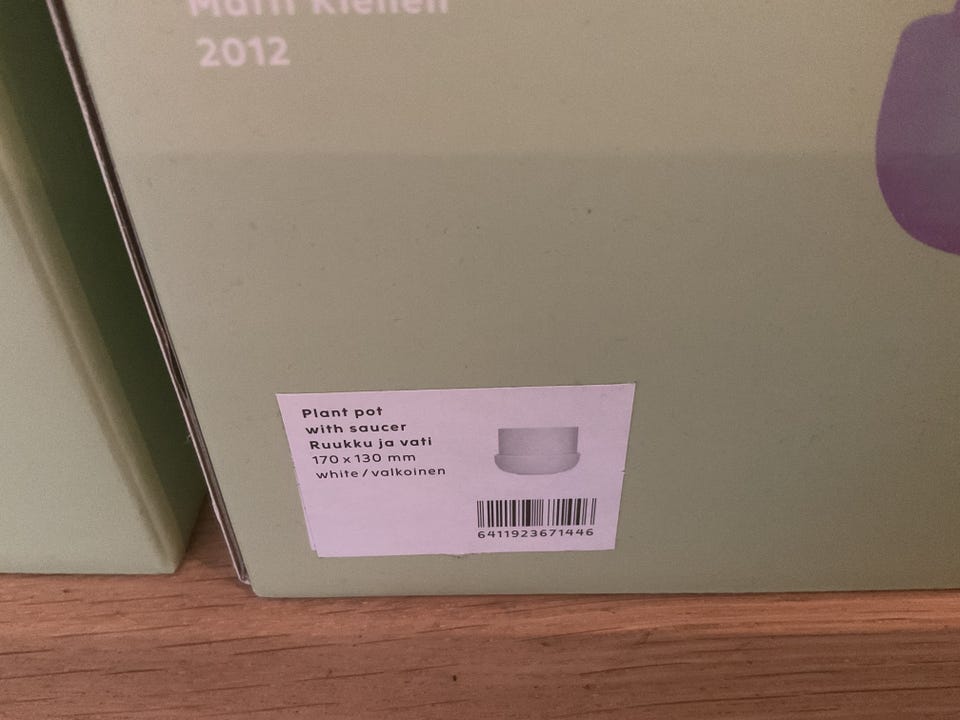 2012
Plant pot
with saucer
Ruukku ja vati
170 x 130 mm
white / valkoinen
6411923671446